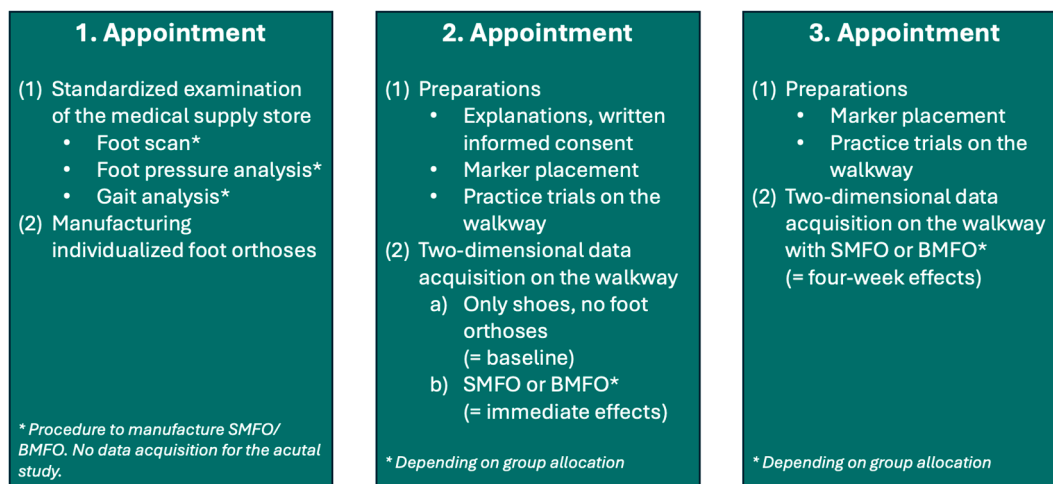 1. Appointment
(1) Standardized examination
of the medical supply store
• Foot scan*
• Foot pressure analysis*
• Gait analysis*
(2) Manufacturing
individualized foot orthoses
* Procedure to manufacture SMFO/
BMFO. No data acquisition for the acutal
study.
2. Appointment
(1) Preparations
• Explanations, written
informed consent
• Marker placement
• Practice trials on the
walkway
(2) Two-dimensional data
acquisition on the walkway
a) Only shoes, no foot
orthoses
(= baseline)
b) SMFO or BMFO*
(= immediate effects)
* Depending on group allocation
3. Appointment
(1) Preparations
• Marker placement
• Practice trials on the
walkway
(2) Two-dimensional data
acquisition on the walkway
with SMFO or BMFO*
(= four-week effects)
* Depending on group allocation